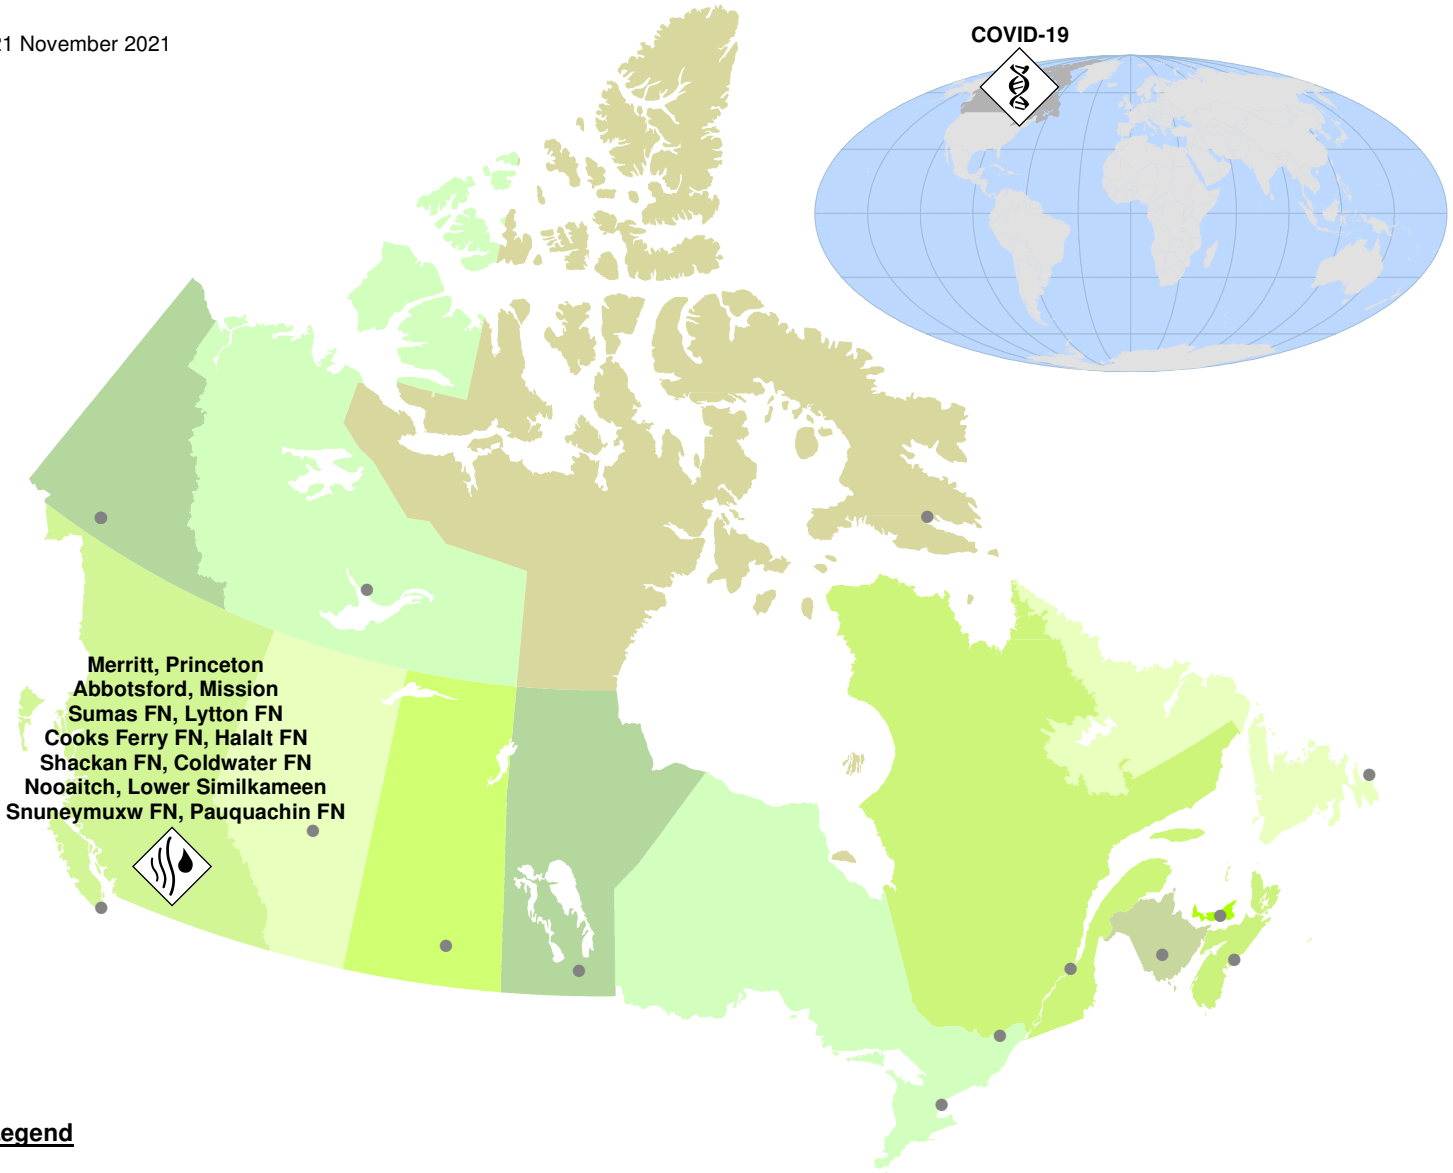 21 November 2021
COVID-19
Merritt, Princeton
Abbotsford, Mission
Sumas FN, Lytton FN
Cooks Ferry FN, Halalt FN
Shackan FN, Coldwater FN
Nooaitch, Lower Similkameen
Snuneymuxw FN, Pauquachin FN
Legend